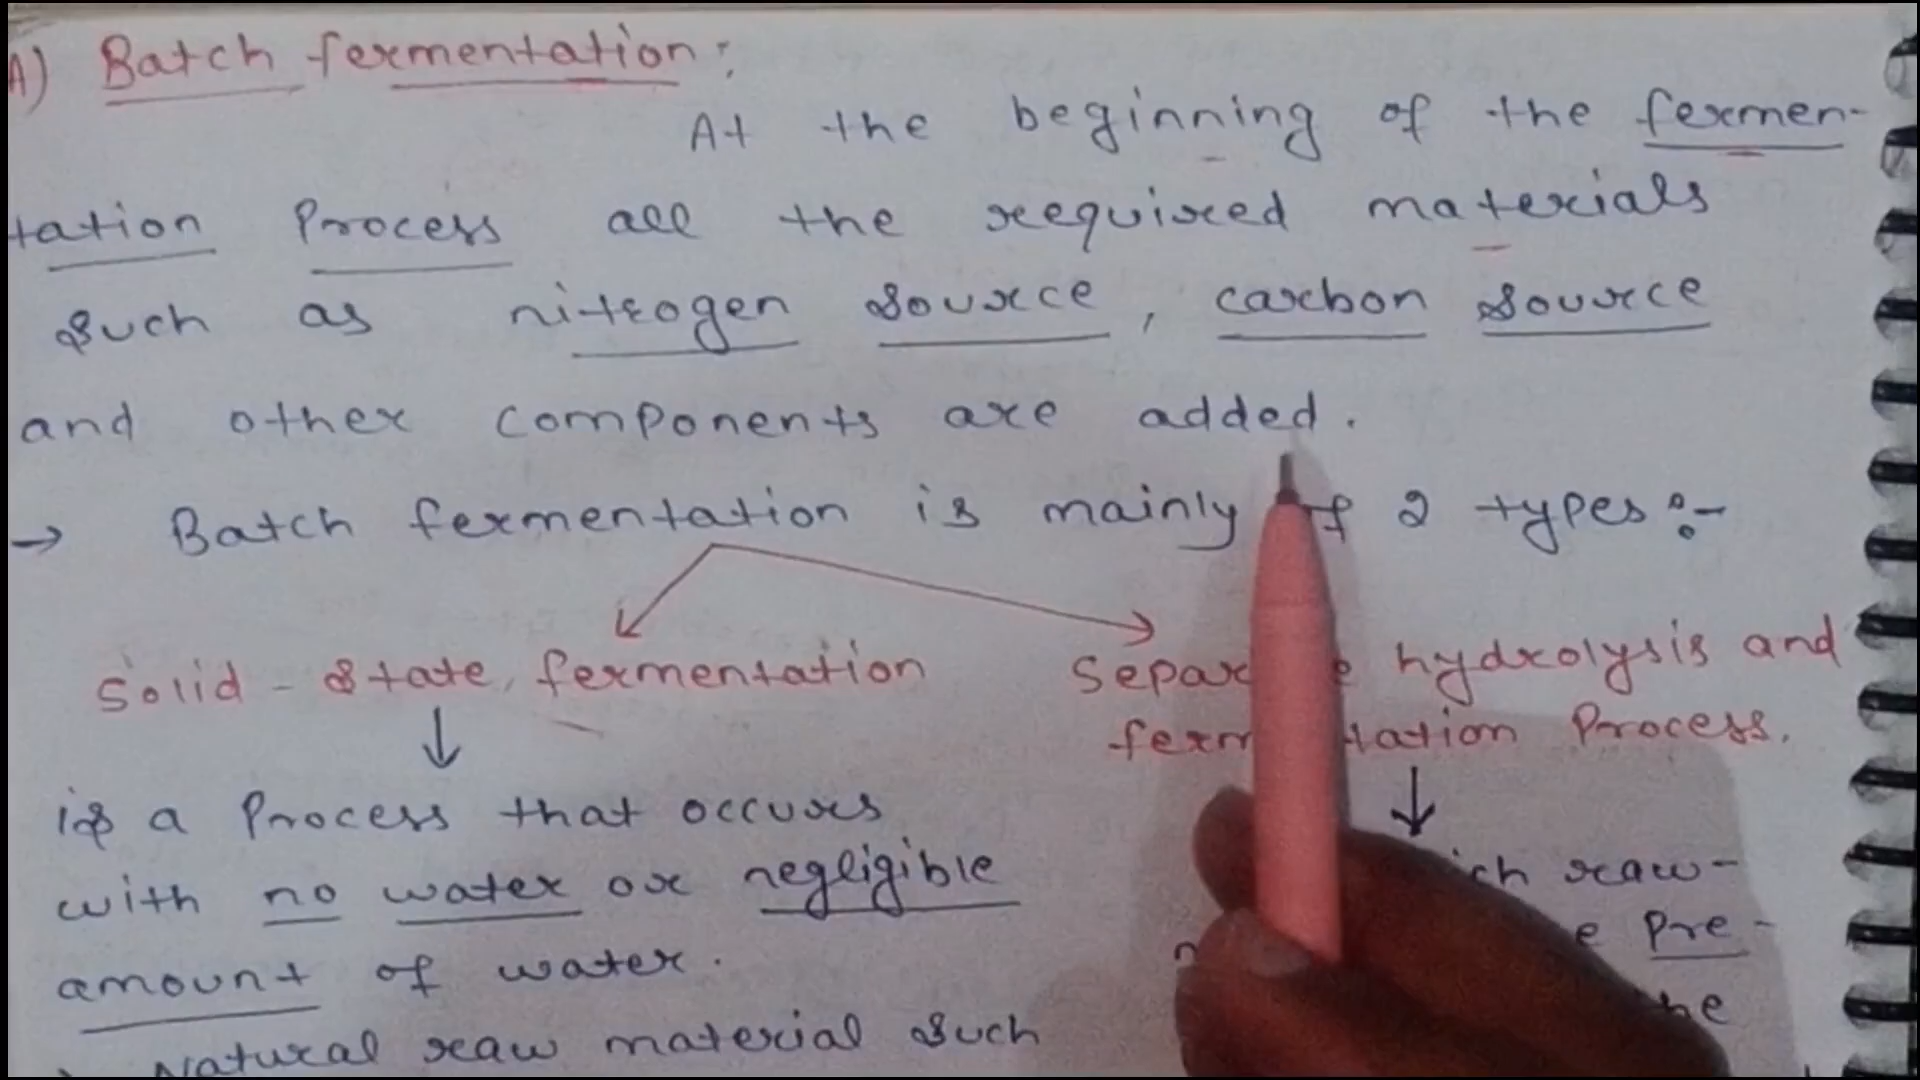 A) Batch fermentation:
At the beginning of the fermen-
tation Process all the required materials
such as nitrogen source, carbon source
and other components are added.
→ Batch fermentation is mainly of 2 types:-
Solid - state fermentation
Separate hydrolysis and
fermentation Process.
is a Process that occurs
with no water or negligible
amount of water.
Natural raw material such
raw-
Pre-